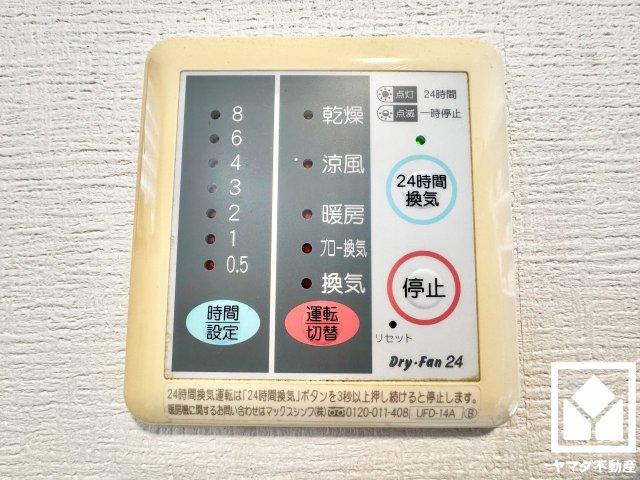 8
6
4
3
2
1
0.5
時間
設定
乾燥
涼風
暖房
ブロー換気
換気
運転
切替
点灯 24時間
点滅 一時停止
24時間
換気
停止
リセット
Dry・Fan 24
24時間換気運転は「24時間換気」ボタンを3秒以上押し続けると停止します。
暖房機に関するお問い合わせはマックスシンワ(株) 0120-011-408 UFD-14A Ⓑ
ヤマダ不動産